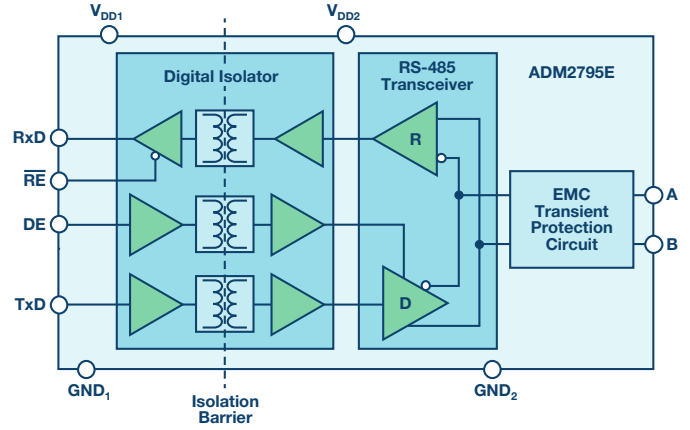 VDD1
VDD2
Digital Isolator
RS-485
Transceiver
ADM2795E
RxD
R
RE
EMC
Transient
Protection
Circuit
A
DE
B
TxD
D
GND1
GND2
Isolation
Barrier